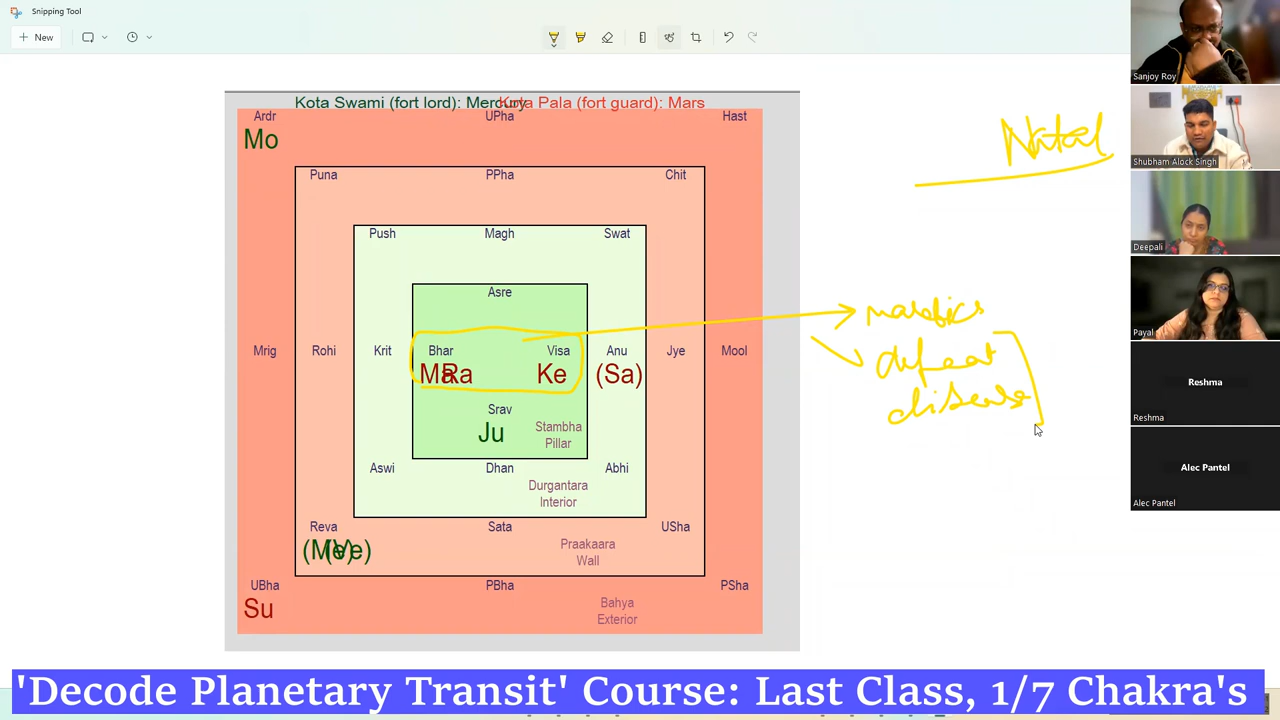 Snipping Tool
New
Kota Swami (fort lord): Mercury Kota Pala (fort guard): Mars
Ardr UPha Hast
Mo
Puna PPha Chit
Push Magh Swat
Asre
Mrig Rohi Krit Bhar Visa Anu Jye Mool
Ma Ra Ke (Sa)
Srav
Ju Stambha
Pillar
Aswi Dhan Abhi
Durgantara
Interior
Reva Sata USha
(Me) (Ve) Praakaara
Wall
UBha PBha PSha
Su Bahya
Exterior
Natal
malefics
defeat
disease
Sanjoy Roy
Shubham Alock Singh
Deepali
Payal
Reshma
Reshma
Alec Pantel
Alec Pantel
'Decode Planetary Transit' Course: Last Class, 1/7 Chakra's